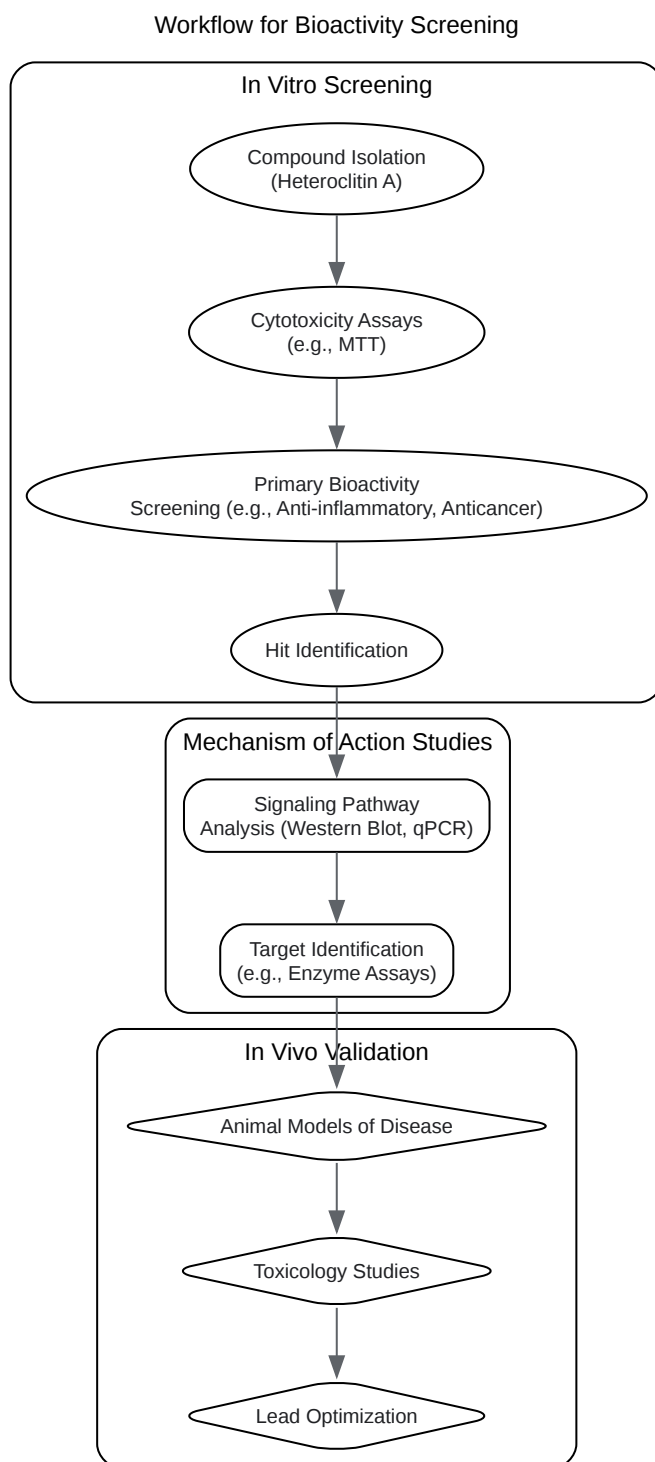 Workflow for Bioactivity Screening
In Vitro Screening
Compound Isolation
(Heteroclitin A)
Cytotoxicity Assays
(e.g., MTT)
Primary Bioactivity
Screening (e.g., Anti-inflammatory, Anticancer)
Hit Identification
Mechanism of Action Studies
Signaling Pathway
Analysis (Western Blot, qPCR)
Target Identification
(e.g., Enzyme Assays)
In Vivo Validation
Animal Models of Disease
Toxicology Studies
Lead Optimization